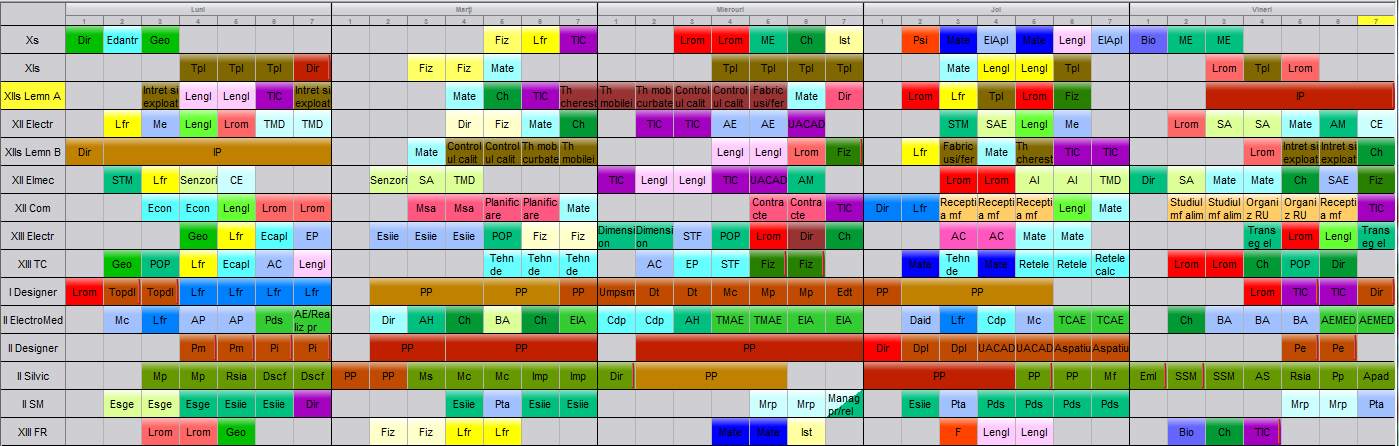 Luni Marți Miercuri Joi Vineri
1 2 3 4 5 6 7 1 2 3 4 5 6 7 1 2 3 4 5 6 7 1 2 3 4 5 6 7 1 2 3 4 5 6 7
Xs Dir Edantr Geo Fiz Lfr TIC Lrom Lrom ME Ch Ist Psi Mate ElApl Mate Lengl ElApl Bio ME ME
XIs Tpl Tpl Tpl Dir Fiz Fiz Mate Tpl Tpl Tpl Tpl Mate Lengl Lengl Tpl Lrom Tpl Lrom
XIIs Lemn A Intret si exploat Lengl Lengl TIC Intret si exploat Mate Ch TIC Th cherest Th mobilei Th mob curbate Control ul calit Control ul calit Fabric usi/fer Mate Dir Lrom Lfr Tpl Lrom Fiz IP
XII Electr Lfr Me Lengl Lrom TMD TMD Dir Fiz Mate Ch TIC TIC AE AE UACAD STM SAE Lengl Me Lrom SA SA Mate AM CE
XIIs Lemn B Dir IP Mate Control ul calit Control ul calit Th mob curbate Th mobilei Lengl Lengl Lrom Fiz Lfr Fabric usi/fer Mate Th cherest TIC TIC Lrom Intret si exploat Intret si exploat Ch
XII Elmec STM Lfr Senzori CE Senzori SA TMD TIC Lengl Lengl TIC UACAD AM Lrom Lrom AI AI TMD Dir SA Mate Mate Ch SAE Fiz
XII Com Econ Econ Lengl Lrom Lrom Msa Msa Planific are Planific are Mate Contra cte Contra cte TIC Dir Lfr Recepti a mf Recepti a mf Recepti a mf Lengl Mate Studiul mf alim Studiul mf alim Organi z RU Organi z RU Recepti a mf TIC
XIII Electr Geo Lfr Ecapl EP Esiie Esiie Esiie POP Fiz Fiz Dimensi on Dimensi on STF POP Lrom Dir Ch AC AC Mate Mate Trans eg el Lrom Lengl Trans eg el
XIII TC Geo POP Lfr Ecapl AC Lengl Tehn de Tehn de Tehn de AC EP STF Fiz Fiz Mate Tehn de Mate Retele Retele Retele calc Lrom Lrom Ch POP Dir
I Designer Lrom Topdl Topdl Lfr Lfr Lfr Lfr PP PP PP Umpsm Dt Dt Mc Mp Mp Edt PP PP Lrom TIC TIC Dir
II ElectroMed Mc Lfr AP AP Pds AE/Rea liz pr Dir AH Ch BA Ch EIA Cdp Cdp AH TMAE TMAE EIA EIA Daid Lfr Cdp Mc TCAE TCAE Ch BA BA BA AEMED AEMED
II Designer Pm Pm Pi Pi PP PP PP Dir Dpl Dpl UACAD UACAD Aspatiu Aspatiu Pe Pe
II Silvic Mp Mp Rsia Dscf Dscf PP PP Ms Mc Mc Imp Imp Dir PP PP PP PP Mf Eml SSM SSM AS Rsia Pp Apad
II SM Esge Esge Esge Esiie Esiie Dir Esiie Pta Esiie Esiie Mrp Mrp Manag pr/rel Esiie Pta Pds Pds Pds Pds Mrp Mrp Pta
XIII FR Lrom Lrom Geo Fiz Fiz Lfr Lfr Mate Mate Ist F Lengl Lengl Bio Ch TIC